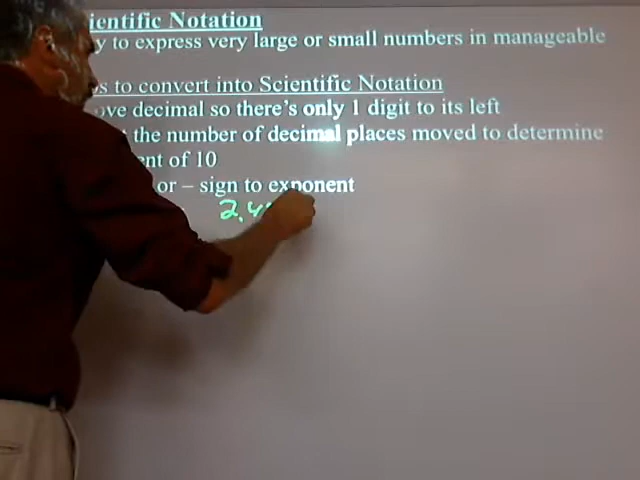 ientific Notation
y to express very large or small numbers in manageable
to convert into Scientific Notation
ove decimal so there's only 1 digit to its left
the number of decimal places moved to determine
ent of 10
or – sign to exponent
2.4